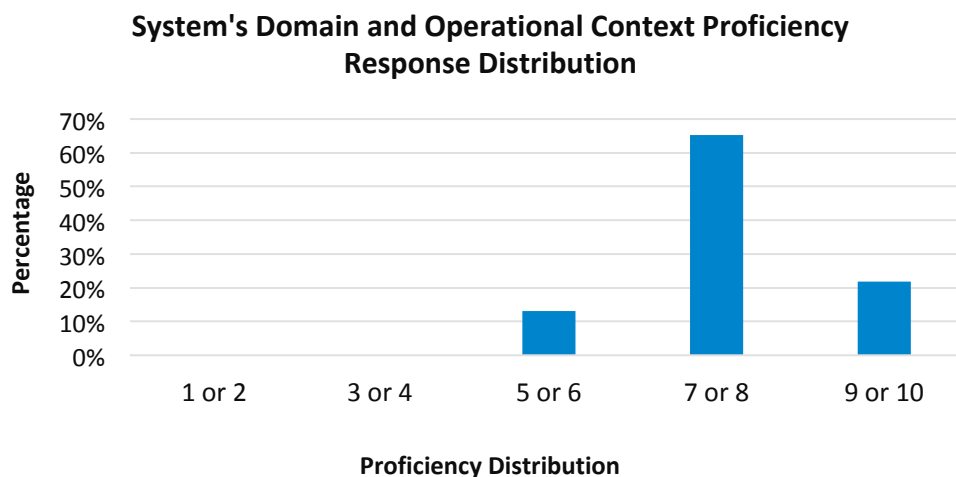 System's Domain and Operational Context Proficiency
Response Distribution
Percentage
70%
60%
50%
40%
30%
20%
10%
0%
1 or 2
3 or 4
5 or 6
7 or 8
9 or 10
Proficiency Distribution